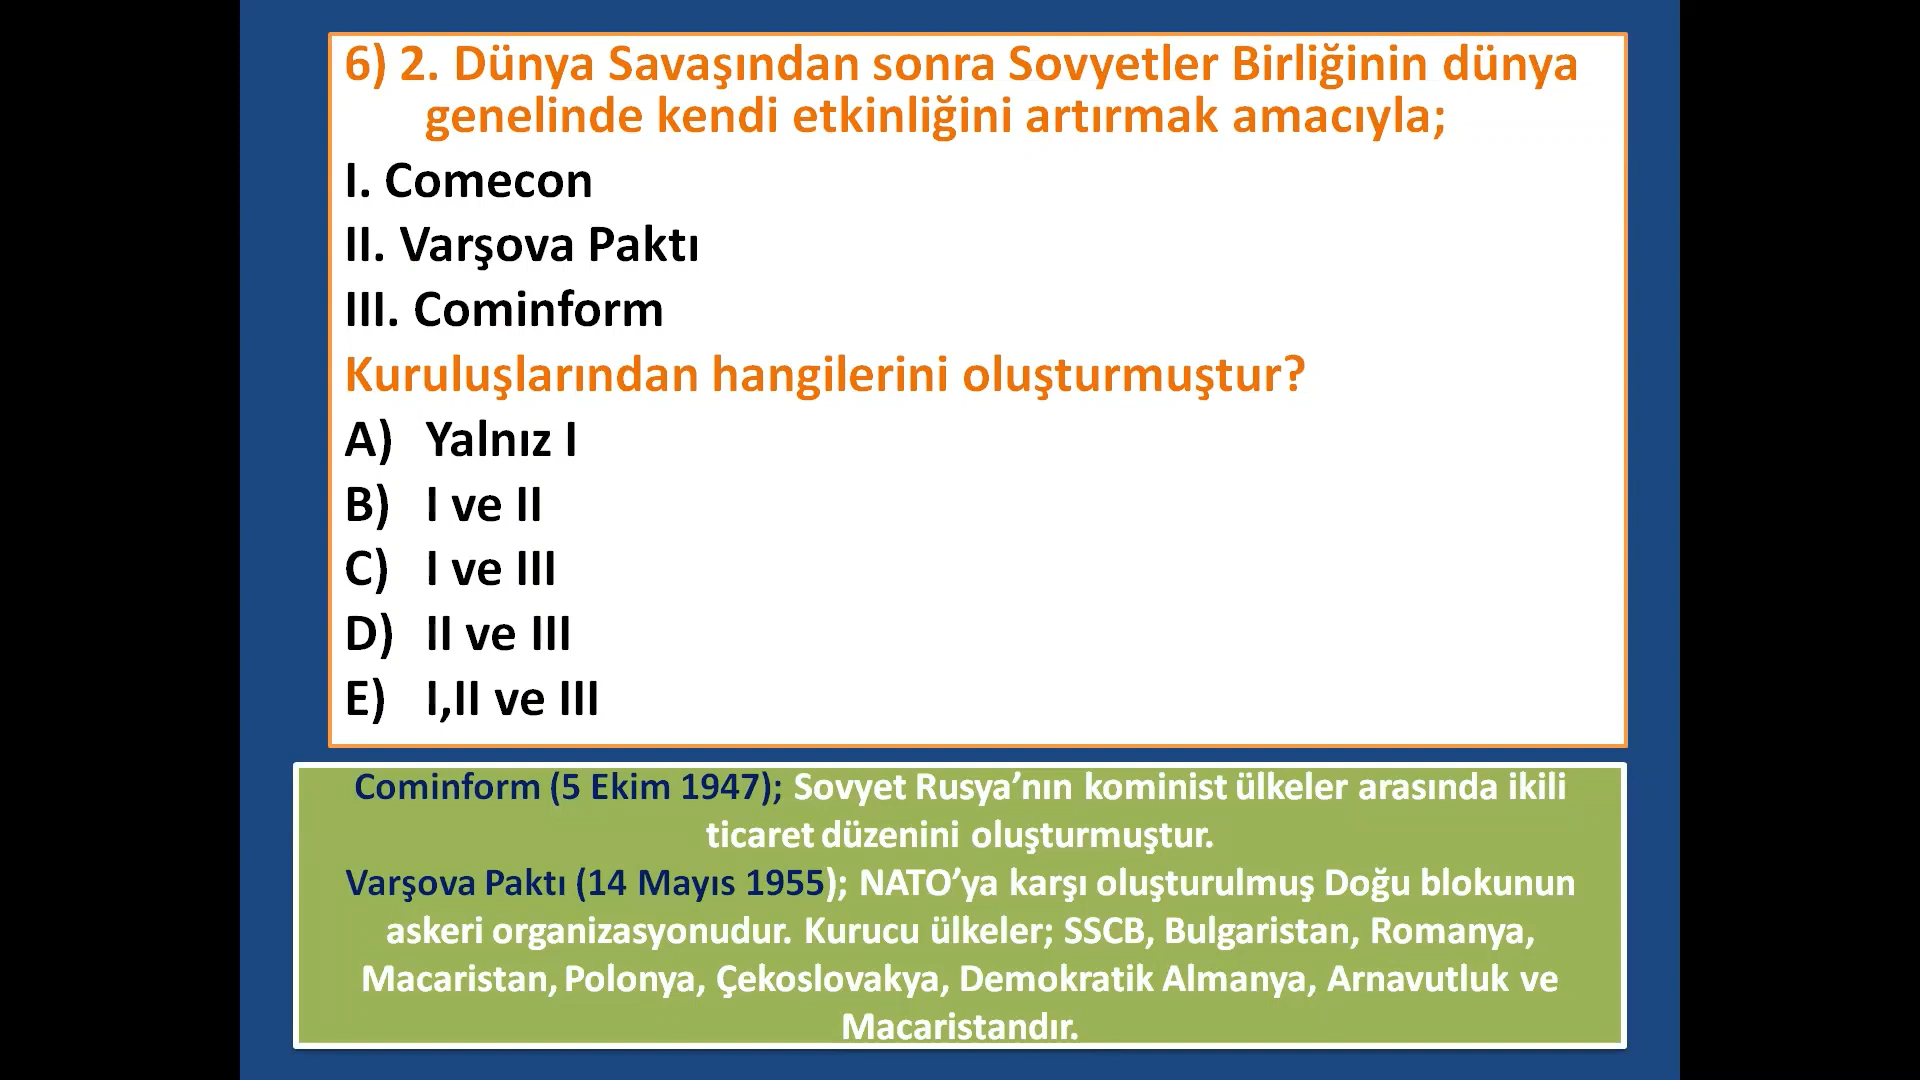 6) 2. Dünya Savaşından sonra Sovyetler Birliğinin dünya
genelinde kendi etkinliğini artırmak amacıyla;
I. Comecon
II. Varşova Paktı
III. Cominform
Kuruluşlarından hangilerini oluşturmuştur?
A) Yalnız I
B) I ve II
C) I ve III
D) II ve III
E) I,II ve III
Cominform (5 Ekim 1947); Sovyet Rusya’nın kominist ülkeler arasında ikili
ticaret düzenini oluşturmuştur.
Varşova Paktı (14 Mayıs 1955); NATO’ya karşı oluşturulmuş Doğu blokunun
askeri organizasyonudur. Kurucu ülkeler; SSCB, Bulgaristan, Romanya,
Macaristan, Polonya, Çekoslovakya, Demokratik Almanya, Arnavutluk ve
Macaristandır.